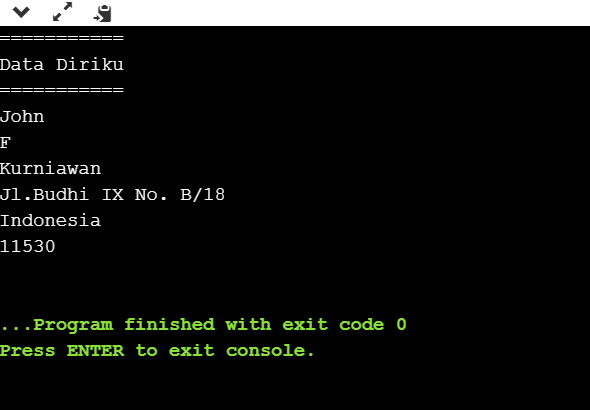 ===========
Data Diriku
===========
John
F
Kurniawan
Jl.Budhi IX No. B/18
Indonesia
11530
...Program finished with exit code 0
Press ENTER to exit console.